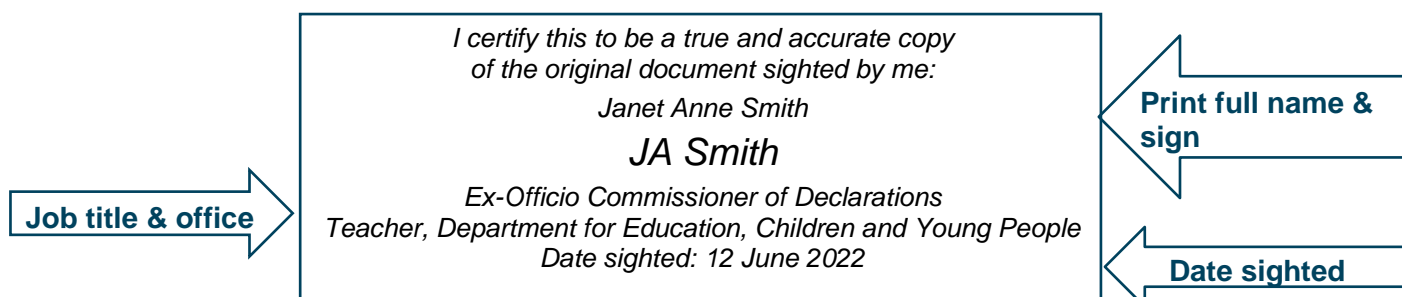 I certify this to be a true and accurate copy
of the original document sighted by me:
Janet Anne Smith
JA Smith
Ex-Officio Commissioner of Declarations
Teacher, Department for Education, Children and Young People
Date sighted: 12 June 2022
Print full name &
sign
Job title & office
Date sighted